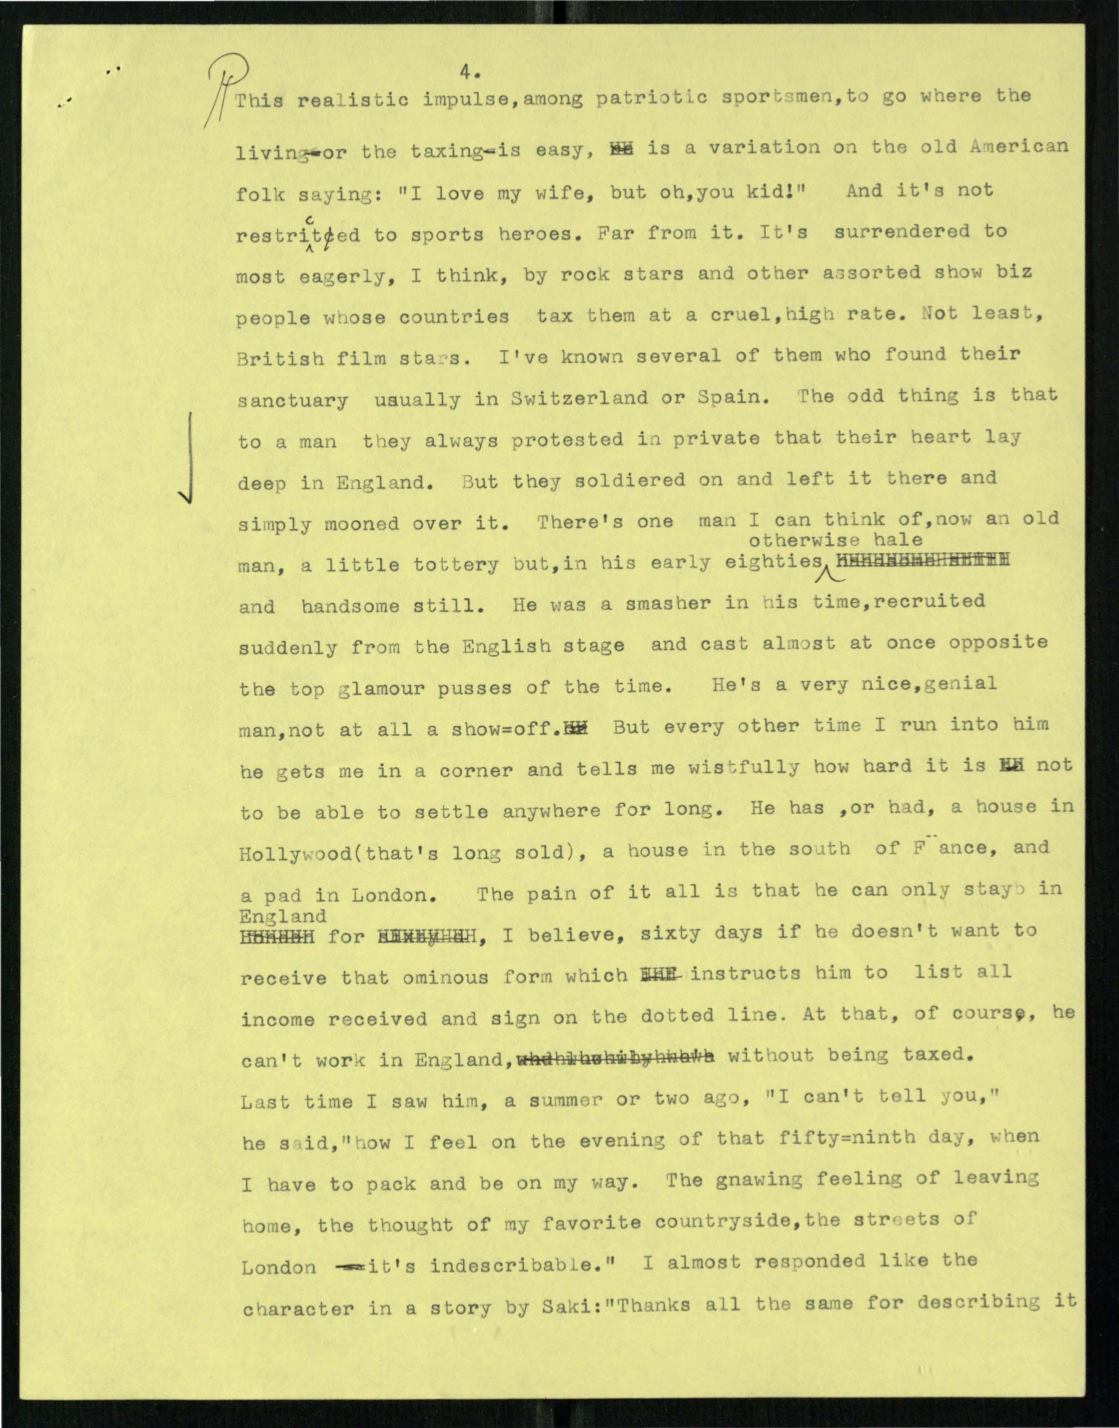 4.
This realistic impulse,among patriotic sportsmen,to go where the
living-or the taxing-is easy, is a variation on the old American
folk saying: "I love my wife, but oh,you kid!" And it's not
restricted to sports heroes. Far from it. It's surrendered to
most eagerly, I think, by rock stars and other assorted show biz
people whose countries tax them at a cruel,high rate. Not least,
British film stars. I've known several of them who found their
sanctuary usually in Switzerland or Spain. The odd thing is that
to a man they always protested in private that their heart lay
deep in England. But they soldiered on and left it there and
simply mooned over it. There's one man I can think of,now an old
otherwise hale
man, a little tottery but,in his early eighties
and handsome still. He was a smasher in his time,recruited
suddenly from the English stage and cast almost at once opposite
the top glamour pusses of the time. He's a very nice,genial
man,not at all a show=off. But every other time I run into him
he gets me in a corner and tells me wistfully how hard it is not
to be able to settle anywhere for long. He has ,or had, a house in
Hollywood(that's long sold), a house in the south of F ance, and
a pad in London. The pain of it all is that he can only stay in
England
for , I believe, sixty days if he doesn't want to
receive that ominous form which instructs him to list all
income received and sign on the dotted line. At that, of course, he
can't work in England, without being taxed.
Last time I saw him, a summer or two ago, "I can't tell you,"
he said,"how I feel on the evening of that fifty=ninth day, when
I have to pack and be on my way. The gnawing feeling of leaving
home, the thought of my favorite countryside,the streets of
London —it's indescribable." I almost responded like the
character in a story by Saki:"Thanks all the same for describing it